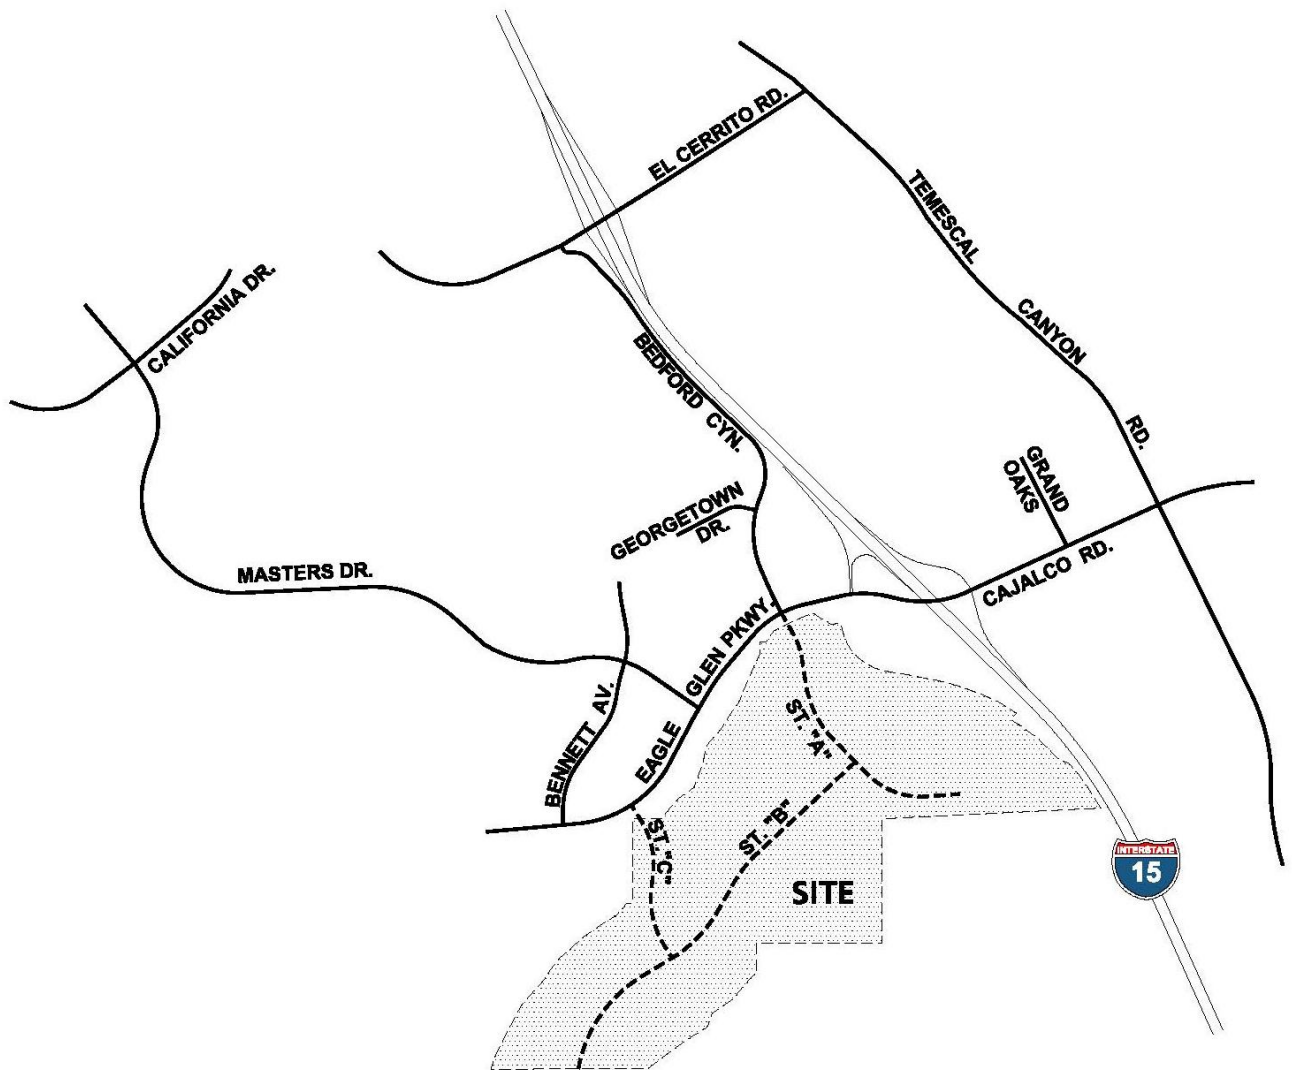 EL CERRITO RD.
TEMESCAL
CANYON
RD.
CALIFORNIA DR.
BEDFORD CYN.
GRAND
OAKS
GEORGETOWN
DR.
MASTERS DR.
CAJALCO RD.
GLEN PKWY.
EAGLE
BENNETT AV.
ST. "A"
ST. "B"
ST. "C"
SITE
INTERSTATE
15